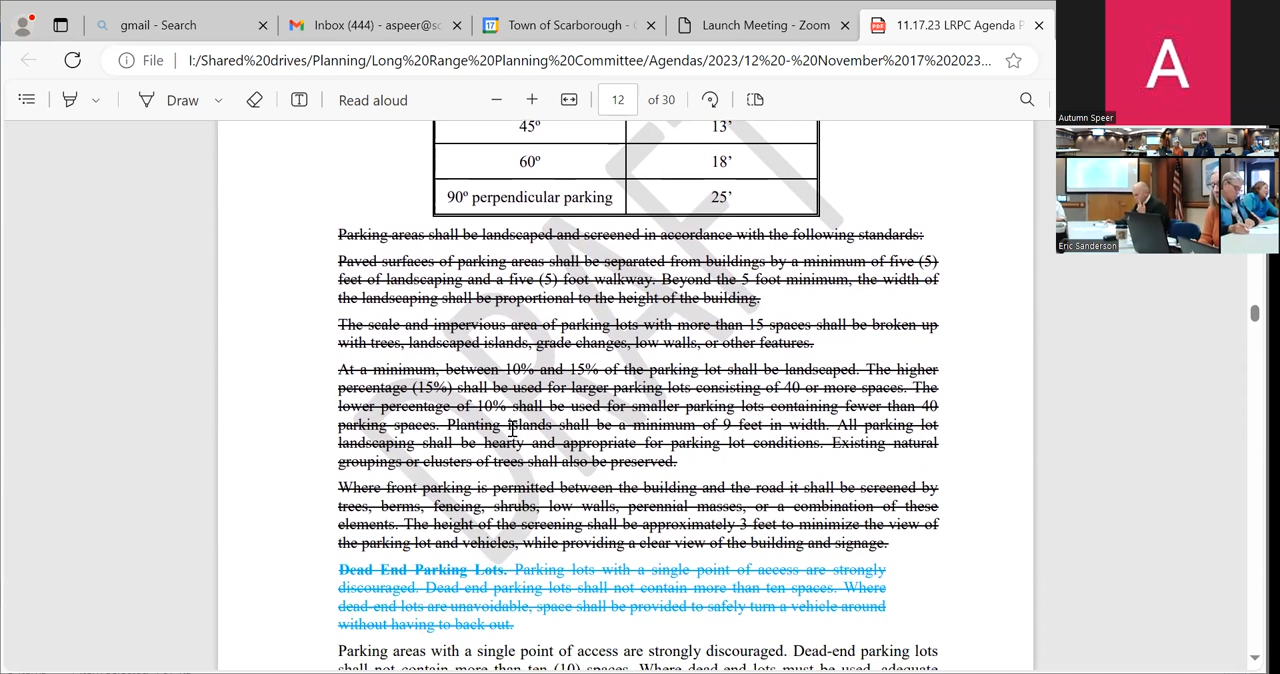 gmail - Search
Inbox (444) - aspeer@sc
Town of Scarborough -
Launch Meeting - Zoom
11.17.23 LRPC Agenda P
File
I:/Shared%20drives/Planning/Long%20Range%20Planning%20Committee/Agendas/2023/12%20-%20November%2017%202023...
Draw
Read aloud
12
of 30
A
Autumn Speer
Eric Sanderson
45º 13’
60º 18’
90º perpendicular parking 25’
Parking areas shall be landscaped and screened in accordance with the following standards:
Paved surfaces of parking areas shall be separated from buildings by a minimum of five (5)
feet of landscaping and a five (5) foot walkway. Beyond the 5 foot minimum, the width of
the landscaping shall be proportional to the height of the building.
The scale and impervious area of parking lots with more than 15 spaces shall be broken up
with trees, landscaped islands, grade changes, low walls, or other features.
At a minimum, between 10% and 15% of the parking lot shall be landscaped. The higher
percentage (15%) shall be used for larger parking lots consisting of 40 or more spaces. The
lower percentage of 10% shall be used for smaller parking lots containing fewer than 40
parking spaces. Planting islands shall be a minimum of 9 feet in width. All parking lot
landscaping shall be hearty and appropriate for parking lot conditions. Existing natural
groupings or clusters of trees shall also be preserved.
Where front parking is permitted between the building and the road it shall be screened by
trees, berms, fencing, shrubs, low walls, perennial masses, or a combination of these
elements. The height of the screening shall be approximately 3 feet to minimize the view of
the parking lot and vehicles, while providing a clear view of the building and signage.
Dead End Parking Lots. Parking lots with a single point of access are strongly
discouraged. Dead-end parking lots shall not contain more than ten spaces. Where
dead-end lots are unavoidable, space shall be provided to safely turn a vehicle around
without having to back out.
Parking areas with a single point of access are strongly discouraged. Dead-end parking lots
shall not contain more than ten (10) spaces. Where dead-end lots must be used, adequate
DRAFT